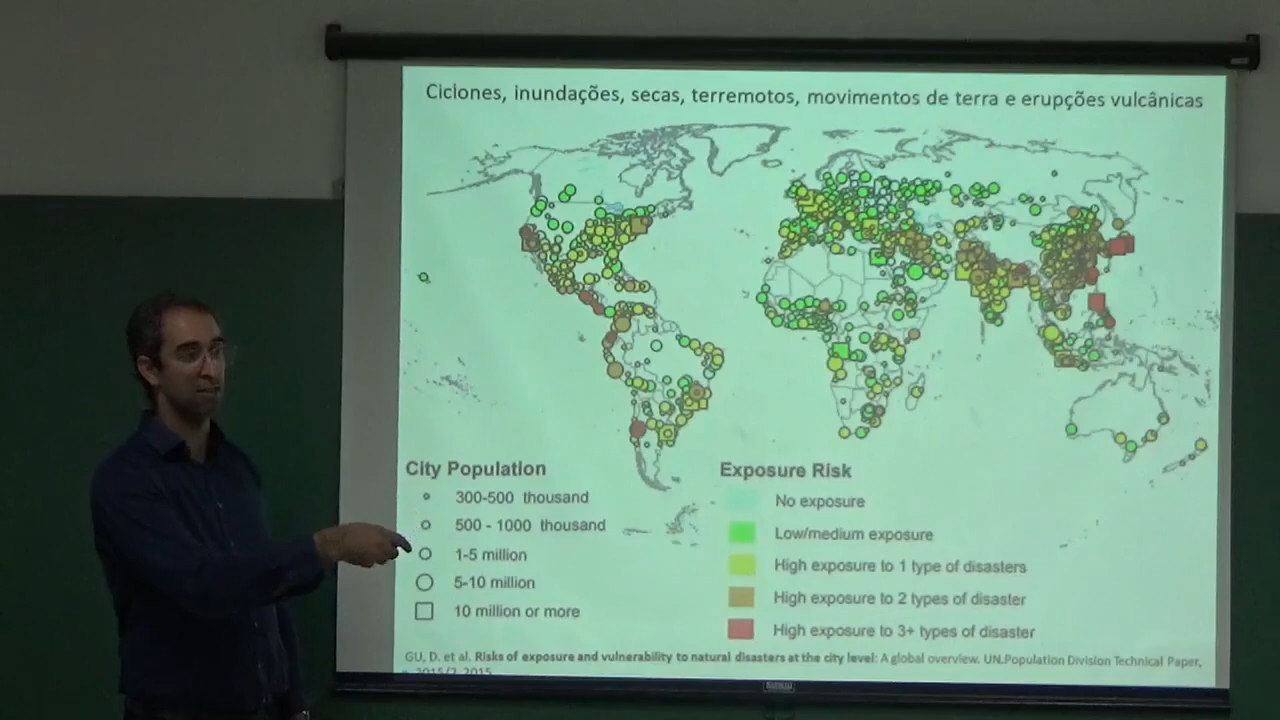 Ciclones, inundações, secas, terremotos, movimentos de terra e erupções vulcânicas
City Population
300-500 thousand
500 - 1000 thousand
1-5 million
5-10 million
10 million or more
Exposure Risk
No exposure
Low/medium exposure
High exposure to 1 type of disasters
High exposure to 2 types of disaster
High exposure to 3+ types of disaster
GU, D. et al. Risks of exposure and vulnerability to natural disasters at the city level: A global overview. UN.Population Division Technical Paper,
2015/2, 2015